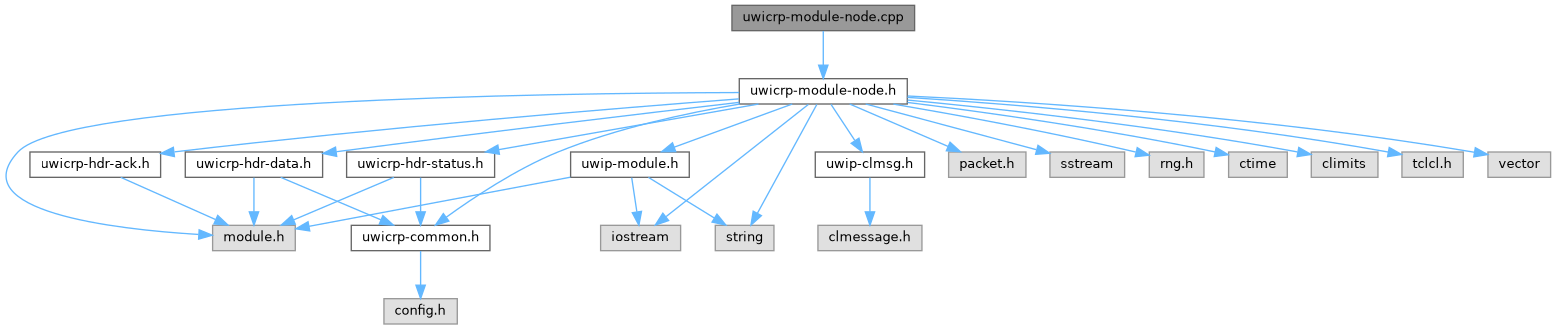 uwicrp-module-node.cpp
uwicrp-module-node.h
uwicrp-hdr-ack.h
uwicrp-hdr-data.h
uwicrp-hdr-status.h
uwip-module.h
uwip-clmsg.h
packet.h
sstream
rng.h
ctime
climits
tclcl.h
vector
module.h
uwicrp-common.h
iostream
string
clmessage.h
config.h